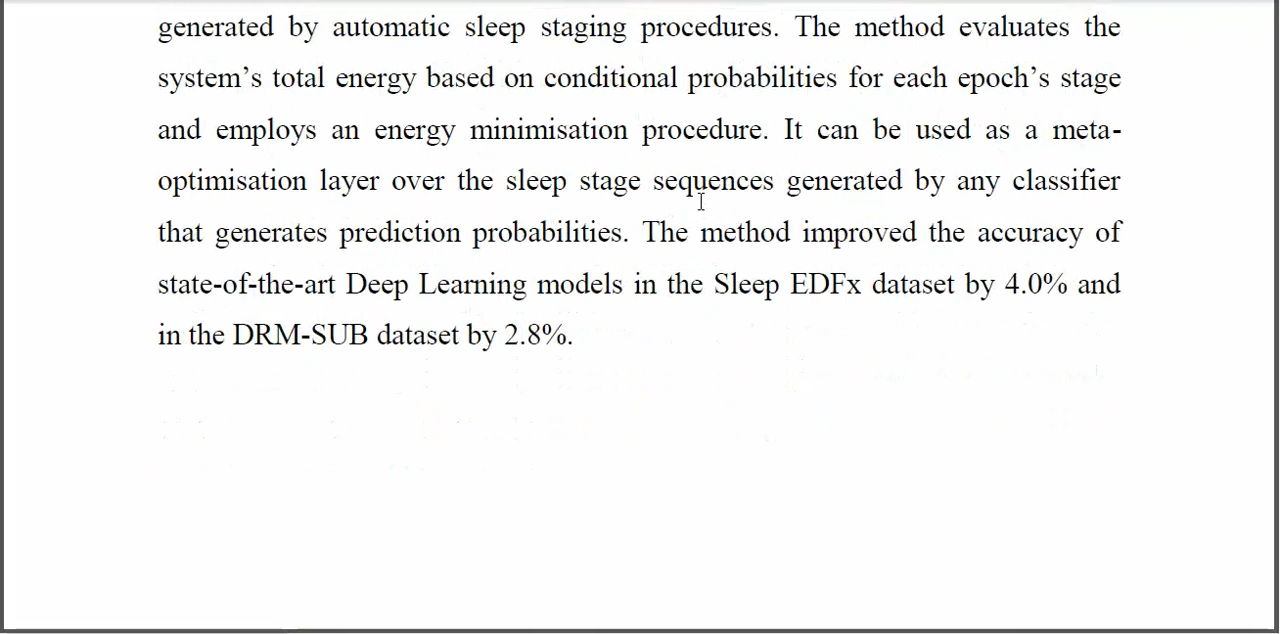 generated by automatic sleep staging procedures. The method evaluates the
system’s total energy based on conditional probabilities for each epoch’s stage
and employs an energy minimisation procedure. It can be used as a meta-
optimisation layer over the sleep stage sequences generated by any classifier
that generates prediction probabilities. The method improved the accuracy of
state-of-the-art Deep Learning models in the Sleep EDFx dataset by 4.0% and
in the DRM-SUB dataset by 2.8%.